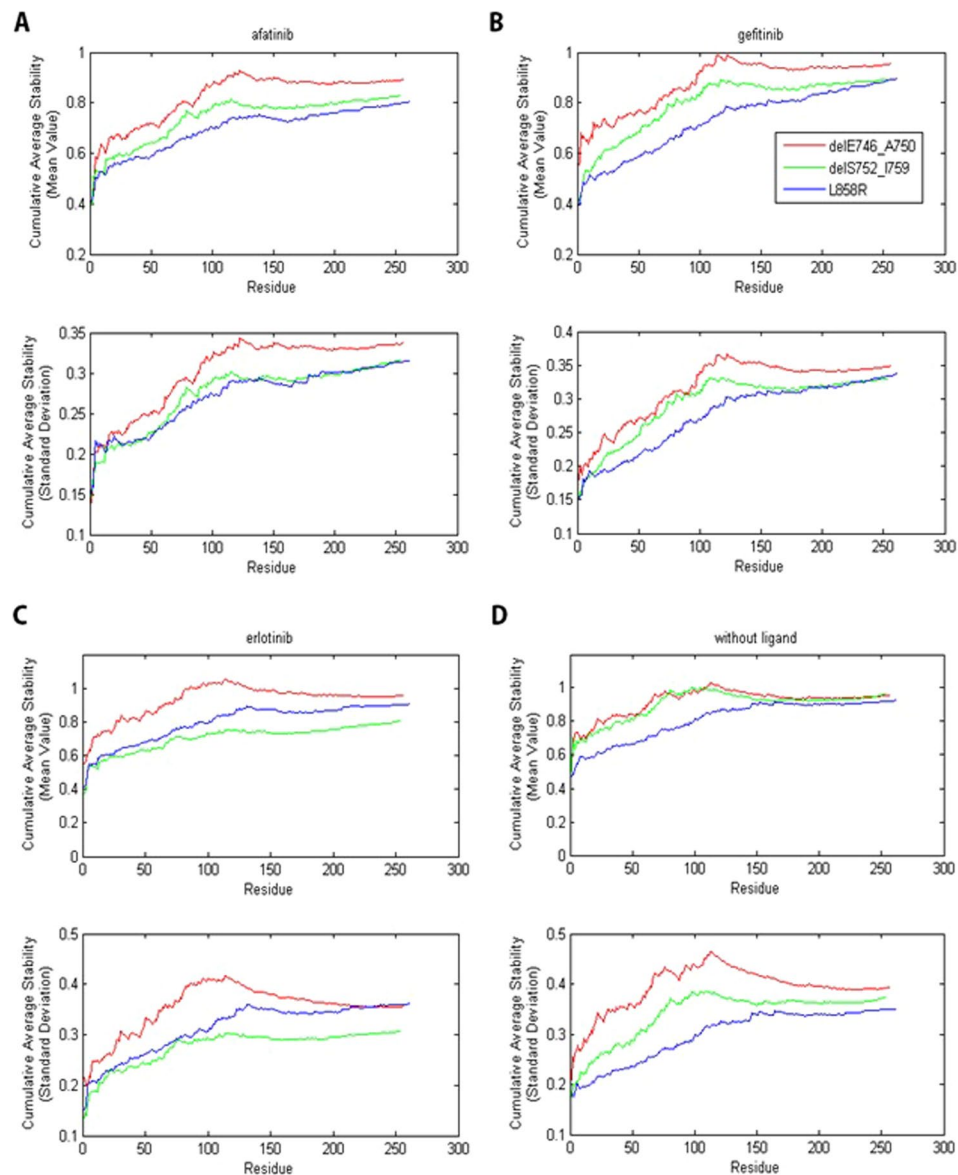 A
afatinib
1
0.8
0.6
0.4
0.2
0 50 100 150 200 250 300
Residue
Cumulative Average Stability
(Mean Value)
0.35
0.3
0.25
0.2
0.15
0.1
0 50 100 150 200 250 300
Residue
Cumulative Average Stability
(Standard Deviation)
B
gefitinib
1
0.8
0.6
0.4
0.2
0 50 100 150 200 250 300
Residue
Cumulative Average Stability
(Mean Value)
delE746_A750
delS752_I759
L858R
0.4
0.35
0.3
0.25
0.2
0.15
0.1
0 50 100 150 200 250 300
Residue
Cumulative Average Stability
(Standard Deviation)
C
erlotinib
1
0.8
0.6
0.4
0.2
0
0 50 100 150 200 250 300
Residue
Cumulative Average Stability
(Mean Value)
0.5
0.4
0.3
0.2
0.1
0 50 100 150 200 250 300
Residue
Cumulative Average Stability
(Standard Deviation)
D
without ligand
1
0.8
0.6
0.4
0.2
0
0 50 100 150 200 250 300
Residue
Cumulative Average Stability
(Mean Value)
0.5
0.4
0.3
0.2
0.1
0 50 100 150 200 250 300
Residue
Cumulative Average Stability
(Standard Deviation)